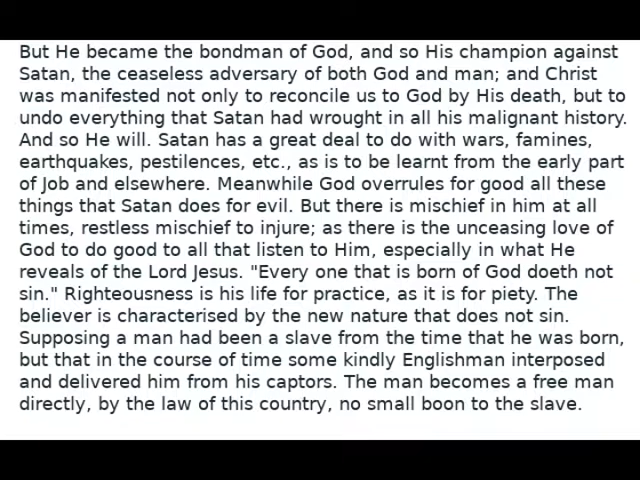 But He became the bondman of God, and so His champion against
Satan, the ceaseless adversary of both God and man; and Christ
was manifested not only to reconcile us to God by His death, but to
undo everything that Satan had wrought in all his malignant history.
And so He will. Satan has a great deal to do with wars, famines,
earthquakes, pestilences, etc., as is to be learnt from the early part
of Job and elsewhere. Meanwhile God overrules for good all these
things that Satan does for evil. But there is mischief in him at all
times, restless mischief to injure; as there is the unceasing love of
God to do good to all that listen to Him, especially in what He
reveals of the Lord Jesus. "Every one that is born of God doeth not
sin." Righteousness is his life for practice, as it is for piety. The
believer is characterised by the new nature that does not sin.
Supposing a man had been a slave from the time that he was born,
but that in the course of time some kindly Englishman interposed
and delivered him from his captors. The man becomes a free man
directly, by the law of this country, no small boon to the slave.